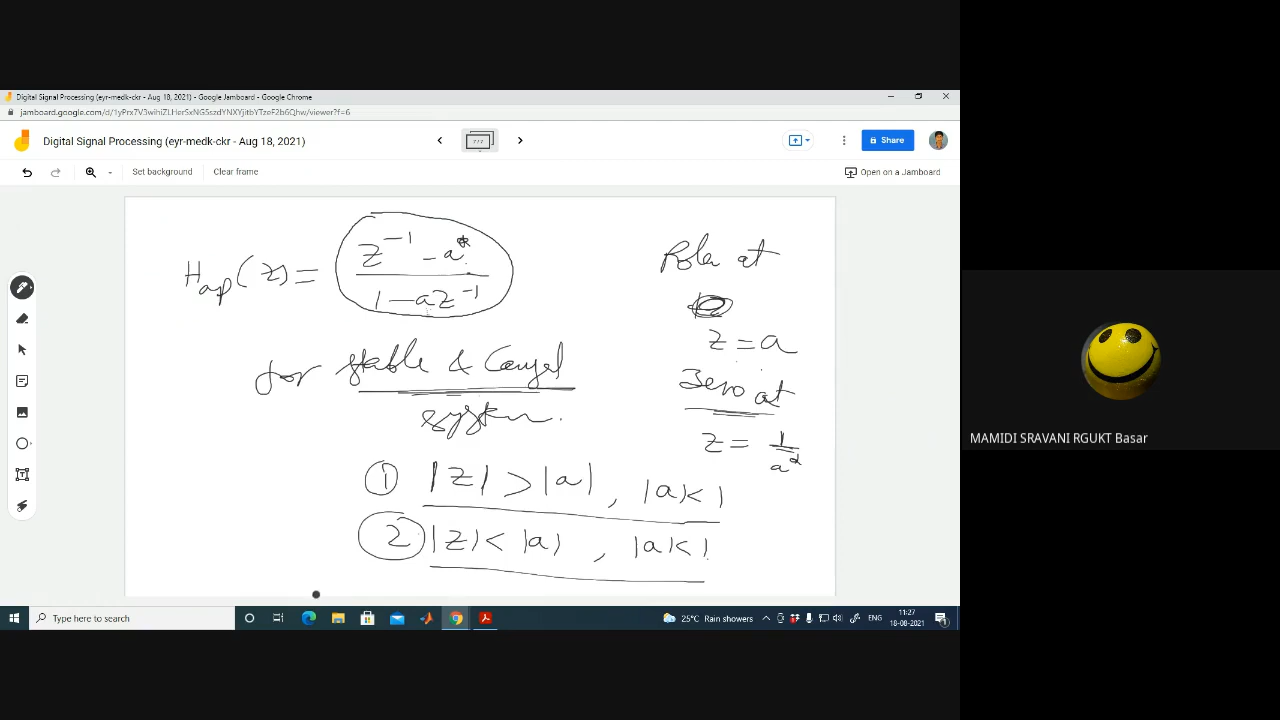 Digital Signal Processing (eyr-medk-ckr - Aug 18, 2021) - Google Jamboard - Google Chrome
Digital Signal Processing (eyr-medk-ckr - Aug 18, 2021)
Share
Set background
Clear frame
Open on a Jamboard
H_ap(z) = (z^-1 - a*) / (1 - az^-1)
for stable & Causal
system.
① |z| > |a| , |a| < 1
② |z| < |a| , |a| < 1
Poles at
z = a
Zero at
z = 1/a*
MAMIDI SRAVANI RGUKT Basar
Type here to search
25°C Rain showers
ENG
11:27
18-08-2021